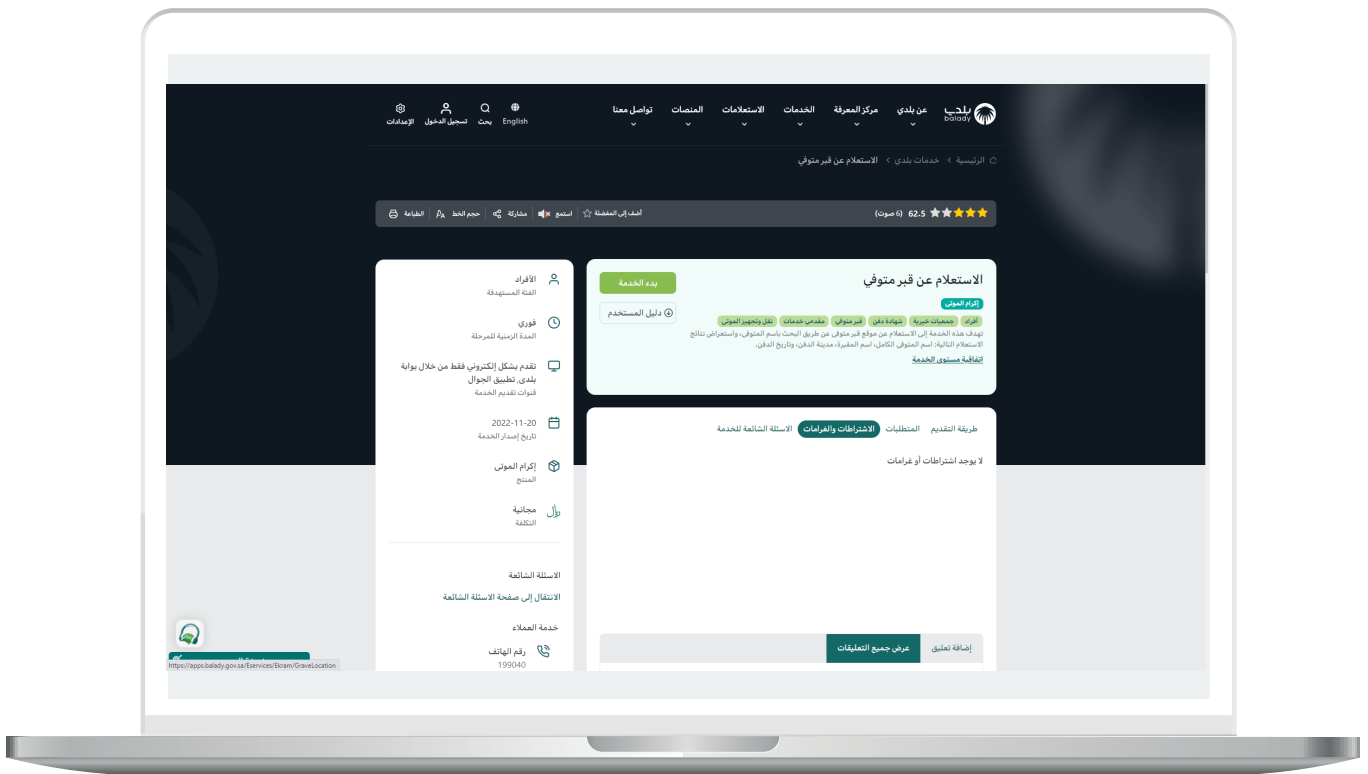 بلدي
balady
عن بلدي
مركز المعرفة
الخدمات
الاستعلامات
المنصات
تواصل معنا
English
بحث
تسجيل الدخول
الإعدادات
الرئيسية > خدمات بلدي > الاستعلام عن قبر متوفي
62.5 (6 صوت)
أضف إلى المفضلة
استمع
مشاركة
حجم الخط
الطباعة
الاستعلام عن قبر متوفي
بدء الخدمة
دليل المستخدم
إكرام الموتى
أفراد جمعيات خيرية شهادة دفن قبر متوفي مقدمي خدمات نقل وتجهيز الموتى
تهدف هذه الخدمة إلى الاستعلام عن موقع قبر متوفى عن طريق البحث باسم المتوفى، واستعراض نتائج
الاستعلام التالية: اسم المتوفى الكامل، اسم المقبرة، مدينة الدفن، وتاريخ الدفن.
اتفاقية مستوى الخدمة
طريقة التقديم
المتطلبات
الاشتراطات والغرامات
الاسئلة الشائعة للخدمة
لا يوجد اشتراطات أو غرامات
إضافة تعليق
عرض جميع التعليقات
الأفراد
الفئة المستهدفة
فوري
المدة الزمنية للمرحلة
تقدم بشكل إلكتروني فقط من خلال بوابة
بلدي, تطبيق الجوال
قنوات تقديم الخدمة
2022-11-20
تاريخ إصدار الخدمة
إكرام الموتى
المنتج
مجانية
التكلفة
الاسئلة الشائعة
الانتقال إلى صفحة الاسئلة الشائعة
خدمة العملاء
رقم الهاتف
199040
https://apps.balady.gov.sa/Eservices/Ekram/GraveLocation